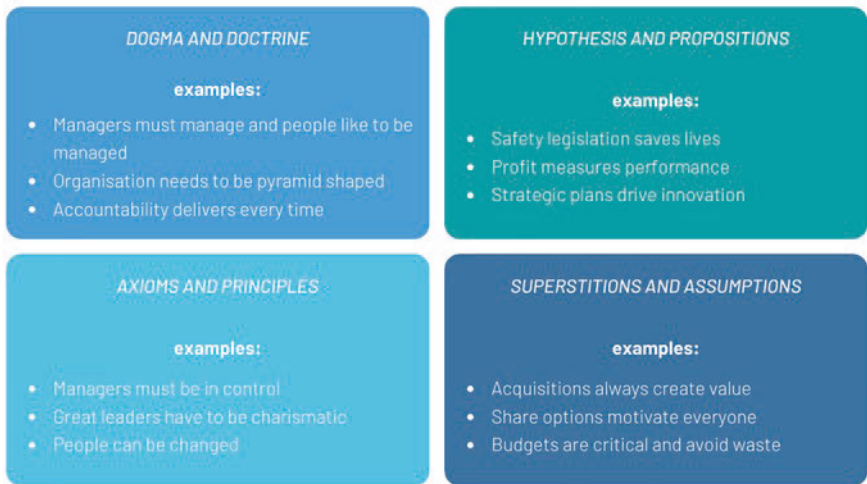 DOGMA AND DOCTRINE
examples:
• Managers must manage and people like to be
managed
• Organisation needs to be pyramid shaped
• Accountability delivers every time
HYPOTHESIS AND PROPOSITIONS
examples:
• Safety legislation saves lives
• Profit measures performance
• Strategic plans drive innovation
AXIOMS AND PRINCIPLES
examples:
• Managers must be in control
• Great leaders have to be charismatic
• People can be changed
SUPERSTITIONS AND ASSUMPTIONS
examples:
• Acquisitions always create value
• Share options motivate everyone
• Budgets are critical and avoid waste